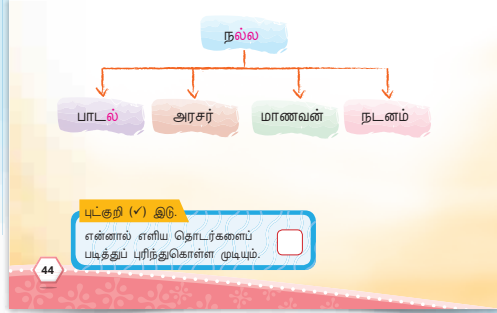 நல்ல
பாடல் அரசர் மாணவன் நடனம்
புட்குறி (✓) இடு.
என்னால் எளிய தொடர்களைப்
படித்துப் புரிந்துகொள்ள முடியும்.
44